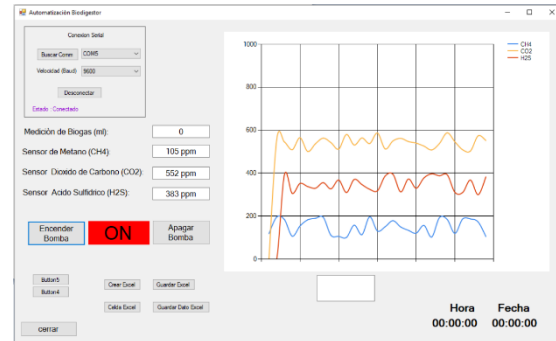 Automatización Biodigestor
Conexion Serial
Buscar Conex
COM5
Velocidad (Baud)
9600
Desconectar
Estado : Conectado
Medición de Biogas (ml):
0
Sensor de Metano (CH4):
105 ppm
Sensor Dioxido de Carbono (CO2):
552 ppm
Sensor Acido Sulfidrico (H2S):
383 ppm
Encender Bomba
ON
Apagar Bomba
Button5
Button4
Crear Excel
Guardar Excel
Celda Excel
Guardar Dato Excel
cerrar
1000
800
600
400
200
0
CH4
CO2
H2S
Hora
Fecha
00:00:00
00:00:00